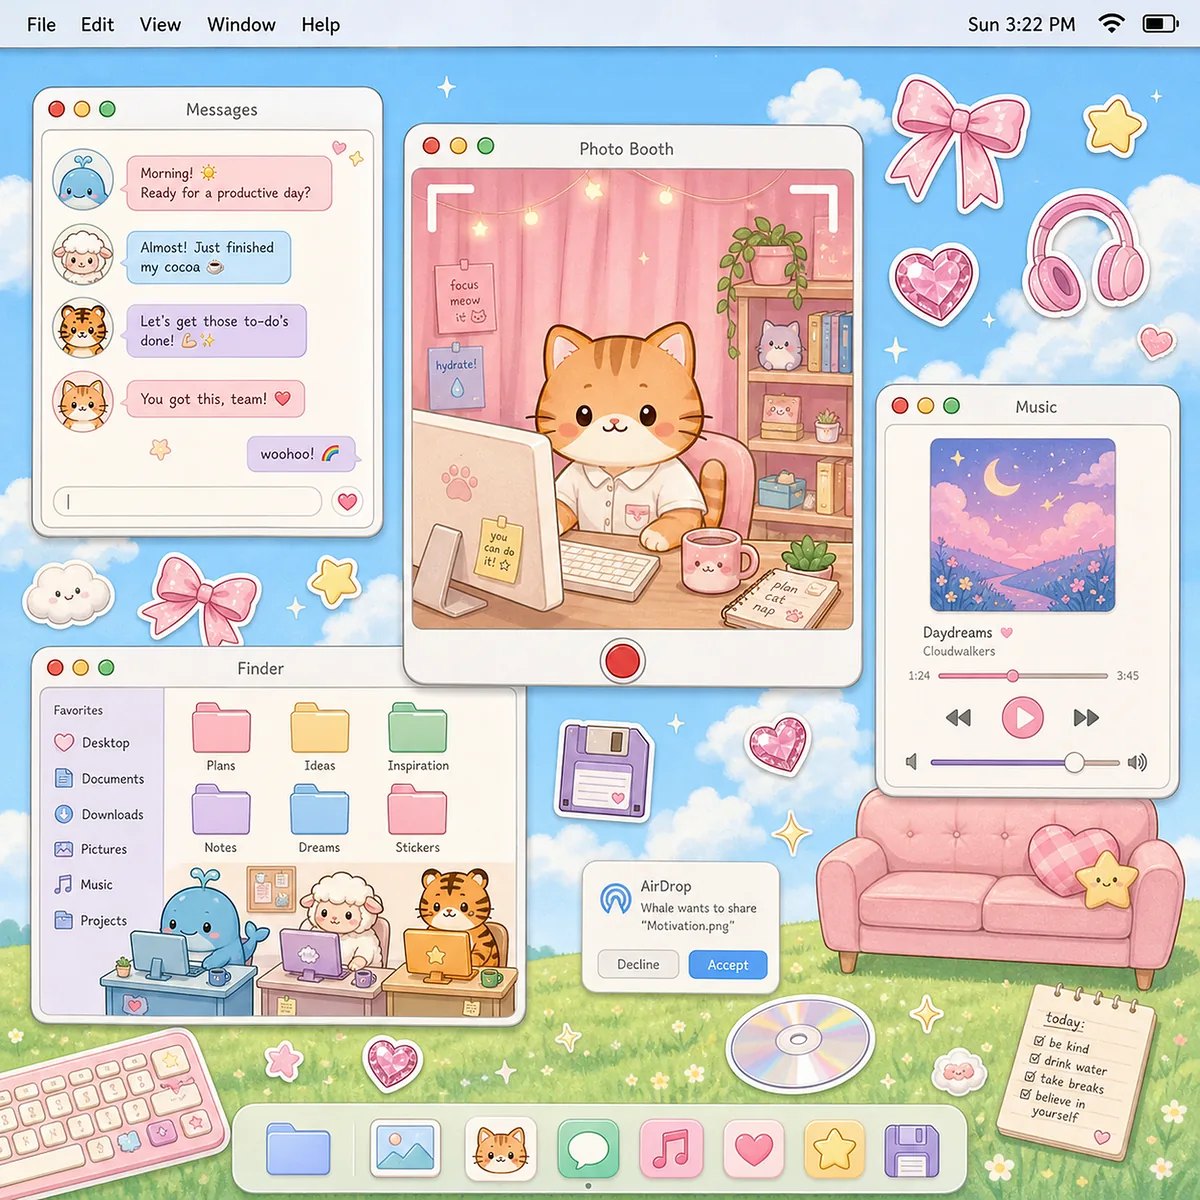 File Edit View Window Help
Sun 3:22 PM
Messages
Morning! ☀️
Ready for a productive day?
Almost! Just finished
my cocoa ☕
Let's get those to-do's
done! 💪✨
You got this, team! ❤️
woohoo! 🌈
Photo Booth
focus
meow
it
hydrate!
you
can do
it! ☆
plan
cat
nap
Music
Daydreams
Cloudwalkers
1:24 3:45
Finder
Favorites
Desktop
Documents
Downloads
Pictures
Music
Projects
Plans Ideas Inspiration
Notes Dreams Stickers
AirDrop
Whale wants to share
“Motivation.png”
Decline Accept
today:
be kind
drink water
take breaks
believe in
yourself